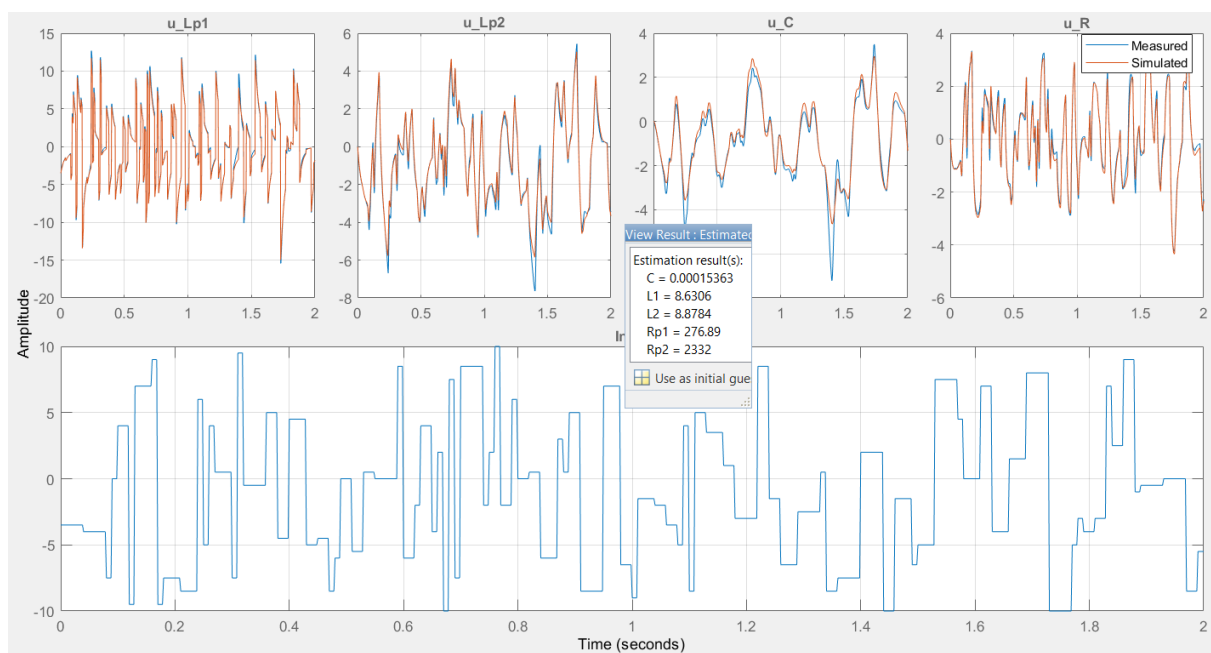 u_Lp1
u_Lp2
u_C
u_R
15
10
5
0
-5
-10
-15
-20
0 0.5 1 1.5 2
6
4
2
0
-2
-4
-6
-8
0 0.5 1 1.5 2
4
2
0
-2
-4
1 1.5 2
4
2
0
-2
-4
-6
0 0.5 1 1.5 2
Measured
Simulated
View Result : Estimated
Estimation result(s):
C = 0.00015363
L1 = 8.6306
L2 = 8.8784
Rp1 = 276.89
Rp2 = 2332
Use as initial gue
Amplitude
In
10
5
0
-5
-10
0 0.2 0.4 0.6 0.8 1 1.2 1.4 1.6 1.8 2
Time (seconds)